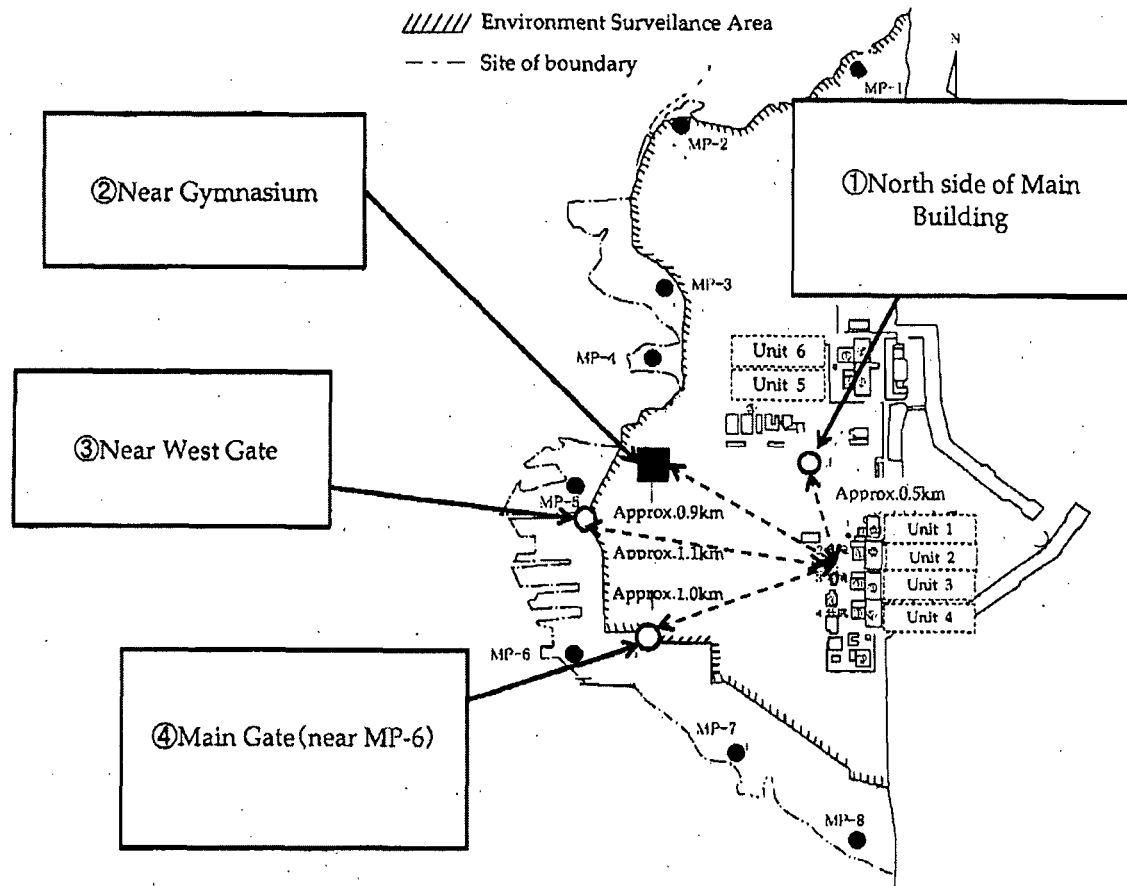 Environment Surveilance Area
Site of boundary
N
MP-1
MP-2
②Near Gymnasium
①North side of Main
Building
MP-3
MP-4
Unit 6
Unit 5
③Near West Gate
MP-5
Approx.0.5km
Approx.0.9km
Unit 1
Approx.1.1km
Unit 2
Approx.1.0km
Unit 3
Unit 4
MP-6
④Main Gate(near MP-6)
MP-7
MP-8